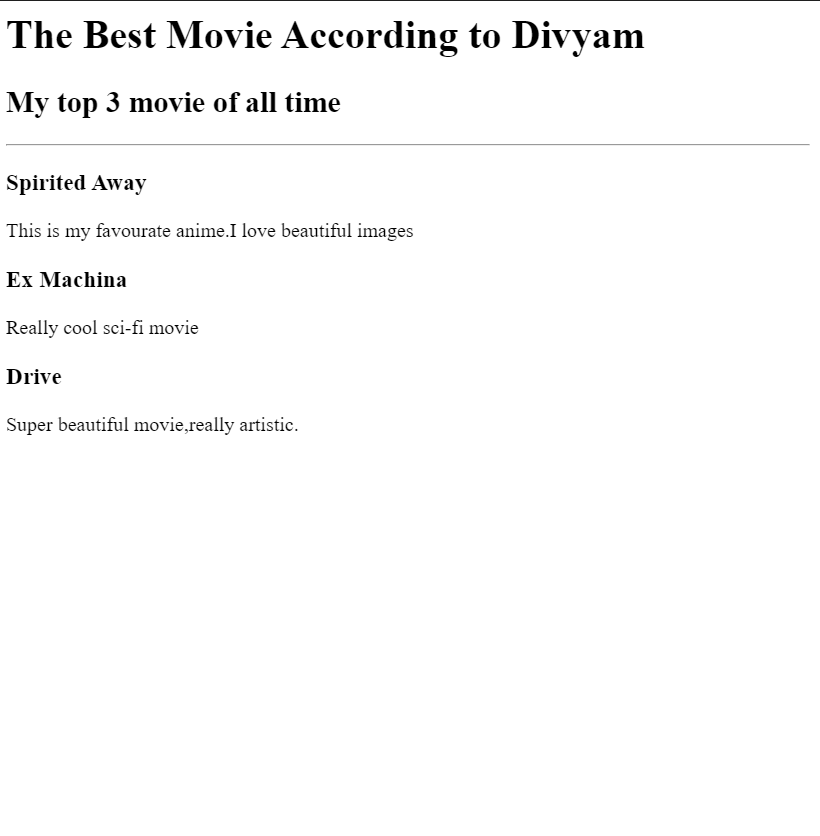 The Best Movie According to Divyam
My top 3 movie of all time
Spirited Away
This is my favourate anime.I love beautiful images
Ex Machina
Really cool sci-fi movie
Drive
Super beautiful movie,really artistic.